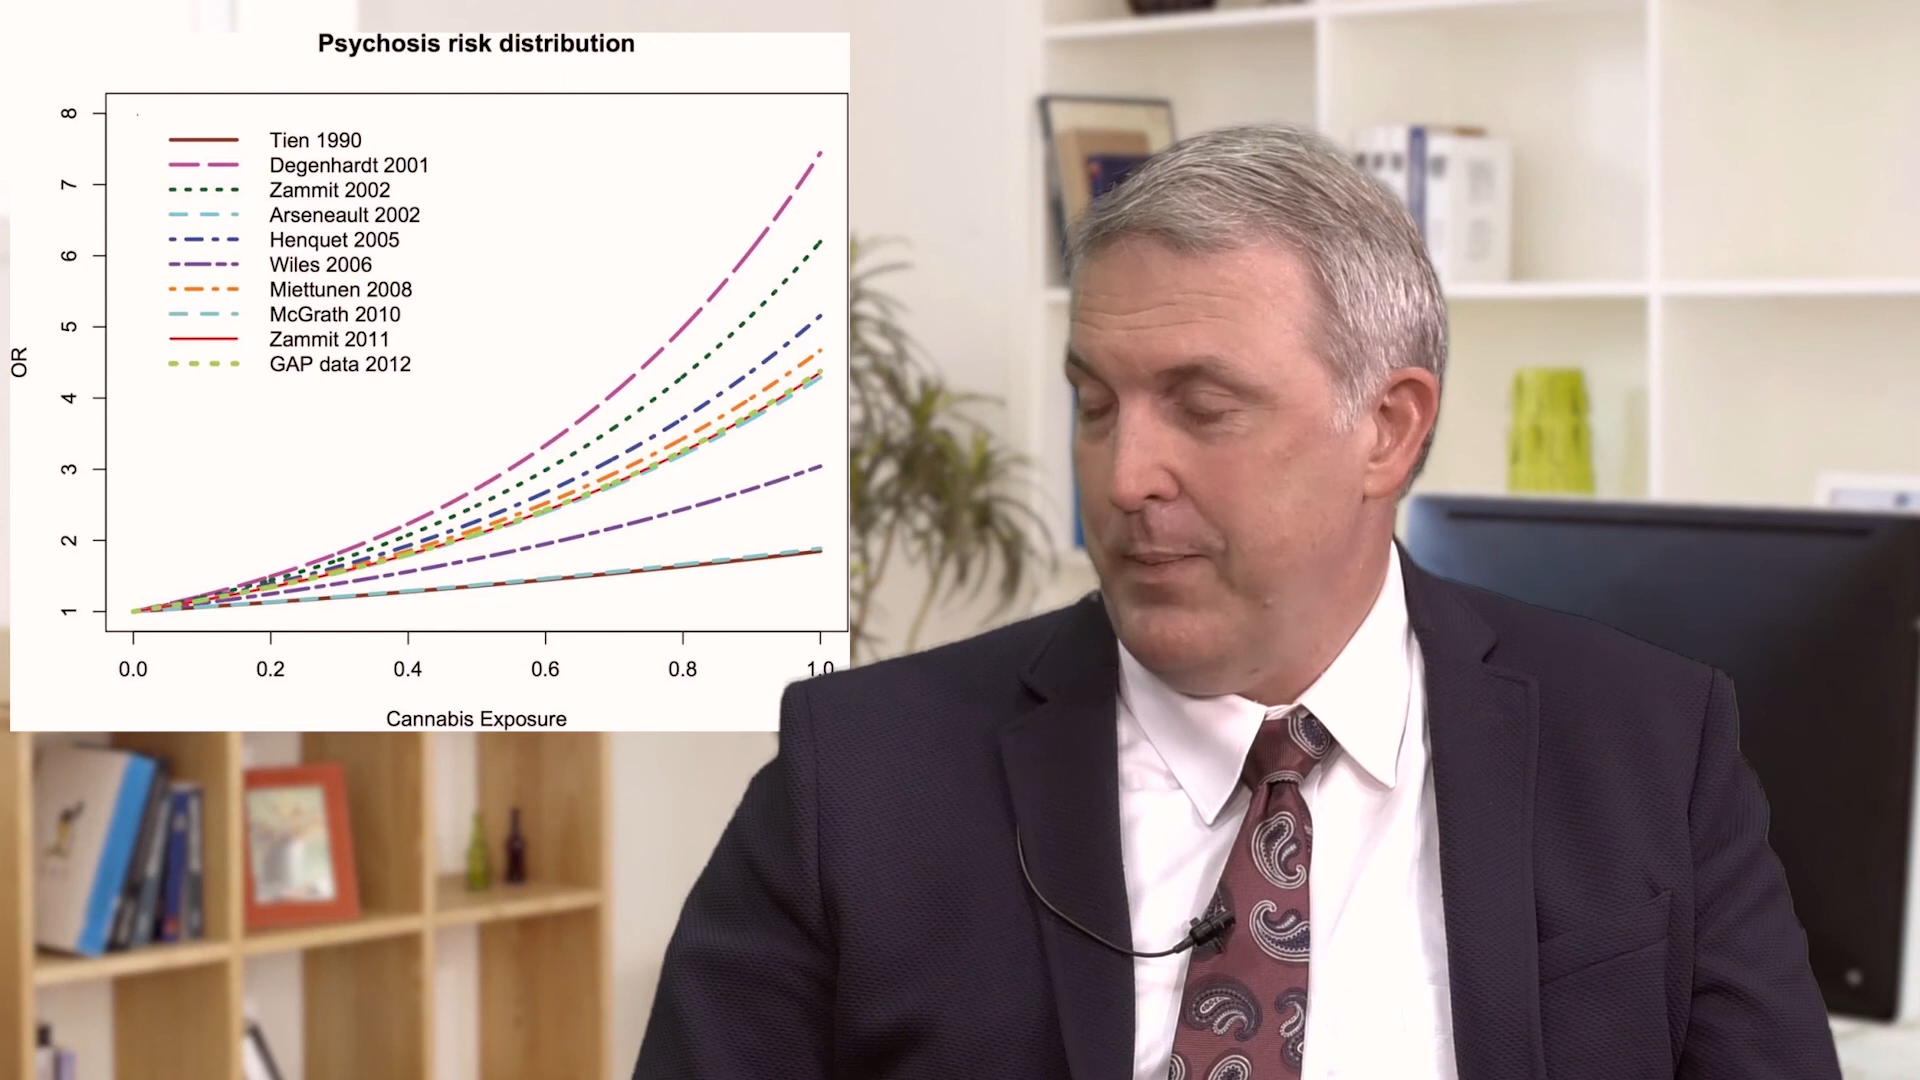 Psychosis risk distribution
8
7
6
5
4
3
2
1
OR
Tien 1990
Degenhardt 2001
Zammit 2002
Arseneault 2002
Henquet 2005
Wiles 2006
Miettunen 2008
McGrath 2010
Zammit 2011
GAP data 2012
0.0 0.2 0.4 0.6 0.8 1.0
Cannabis Exposure